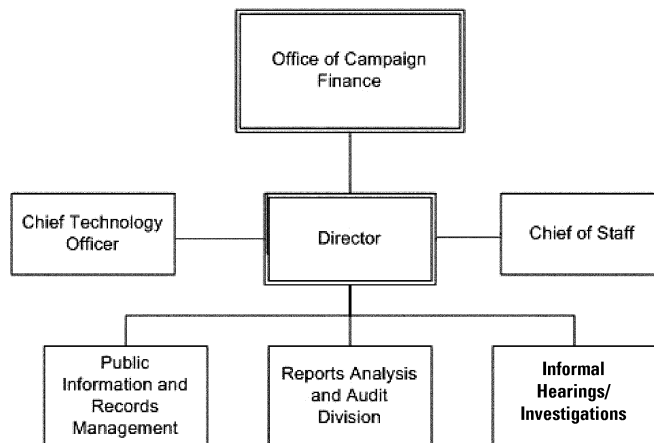 Office of Campaign
Finance
Chief Technology
Officer
Director
Chief of Staff
Public
Information and
Records
Management
Reports Analysis
and Audit
Division
Informal
Hearings/
Investigations